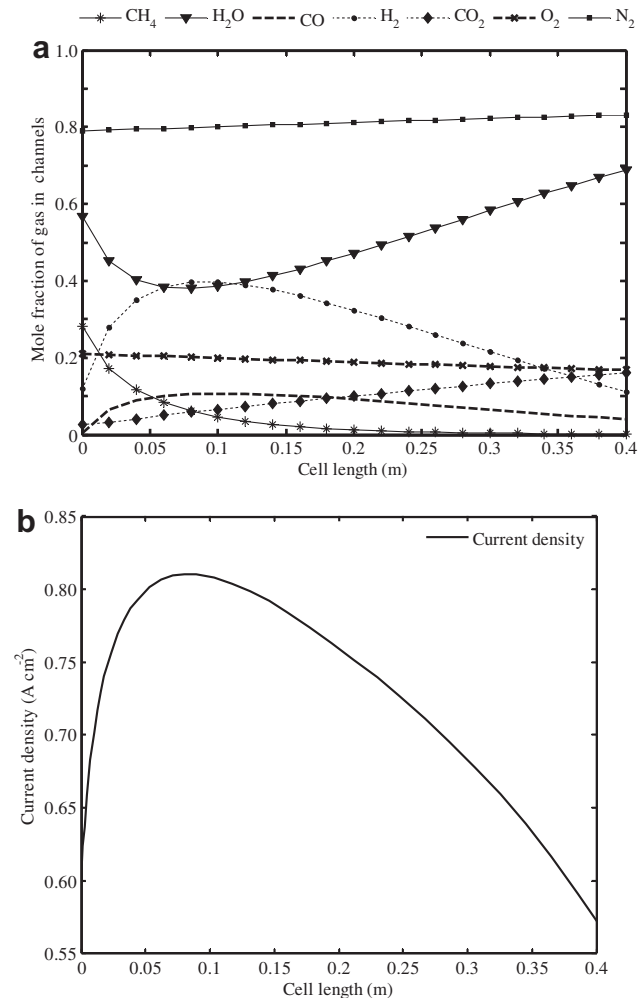 CH4 H2O CO H2 CO2 O2 N2
a
1.0
0.8
0.6
0.4
0.2
0
Mole fraction of gas in channels
0 0.05 0.1 0.15 0.2 0.25 0.3 0.35 0.4
Cell length (m)
b
Current density
0.85
0.80
0.75
0.70
0.65
0.60
0.55
Current density (A cm-2)
0 0.05 0.1 0.15 0.2 0.25 0.3 0.35 0.4
Cell length (m)